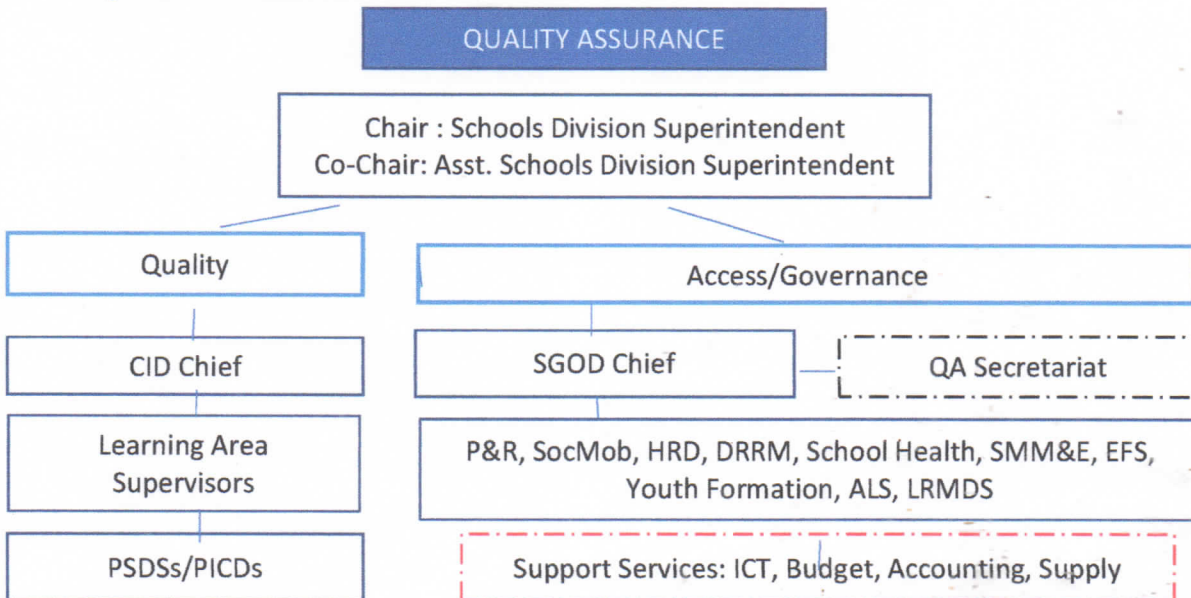 QUALITY ASSURANCE
Chair : Schools Division Superintendent
Co-Chair: Asst. Schools Division Superintendent
Quality
Access/Governance
CID Chief
SGOD Chief
QA Secretariat
Learning Area
Supervisors
P&R, SocMob, HRD, DRRM, School Health, SMM&E, EFS,
Youth Formation, ALS, LRMDS
PSDSs/PICDs
Support Services: ICT, Budget, Accounting, Supply